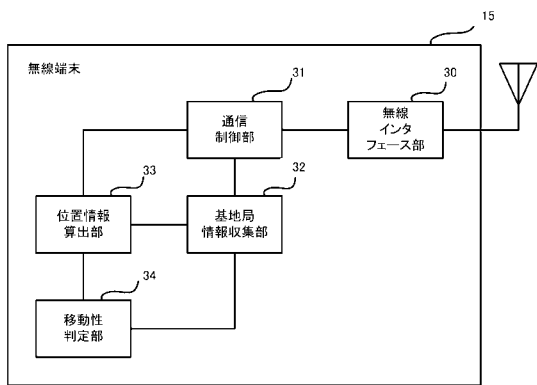 15
無線端末
31
通信
制御部
30
無線
インタ
フェース部
33
位置情報
算出部
32
基地局
情報収集部
34
移動性
判定部